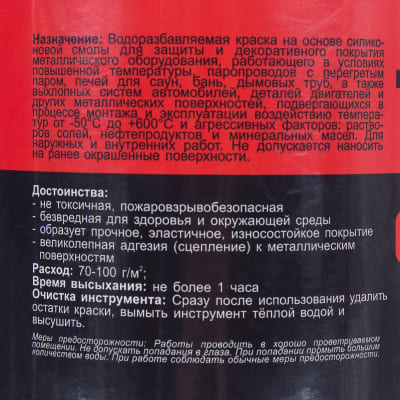 Назначение: Водоразбавляемая краска на основе силико-
новой смолы для защиты и декоративного покрытия
металлического оборудования, работающего в условиях
повышенной температуры, паропроводов с перегретым
паром, печей для саун, бань, дымовых труб, а также
выхлопных систем автомобилей, деталей двигателей и
других металлических поверхностей, подвергающихся в
процессе монтажа и эксплуатации воздействию темпера-
тур от -50°С до +600°С и агрессивных факторов: раство-
ров солей, нефтепродуктов и минеральных масел. Для
наружных и внутренних работ. Не допускается наносить
на ранее окрашенные поверхности.
Достоинства:
- не токсичная, пожаровзрывобезопасная
- безвредная для здоровья и окружающей среды
- образует прочное, эластичное, износостойкое покрытие
- великолепная адгезия (сцепление) к металлическим
поверхностям
Расход: 70-100 г/м²;
Время высыхания: не более 1 часа
Очистка инструмента: Сразу после использования удалить
остатки краски, вымыть инструмент тёплой водой и
высушить.
Меры предосторожности: Работы проводить в хорошо проветриваемом
помещении. Не допускать попадания в глаза. При попадании промыть большим
количеством воды. При работе соблюдать обычные меры предосторожности.